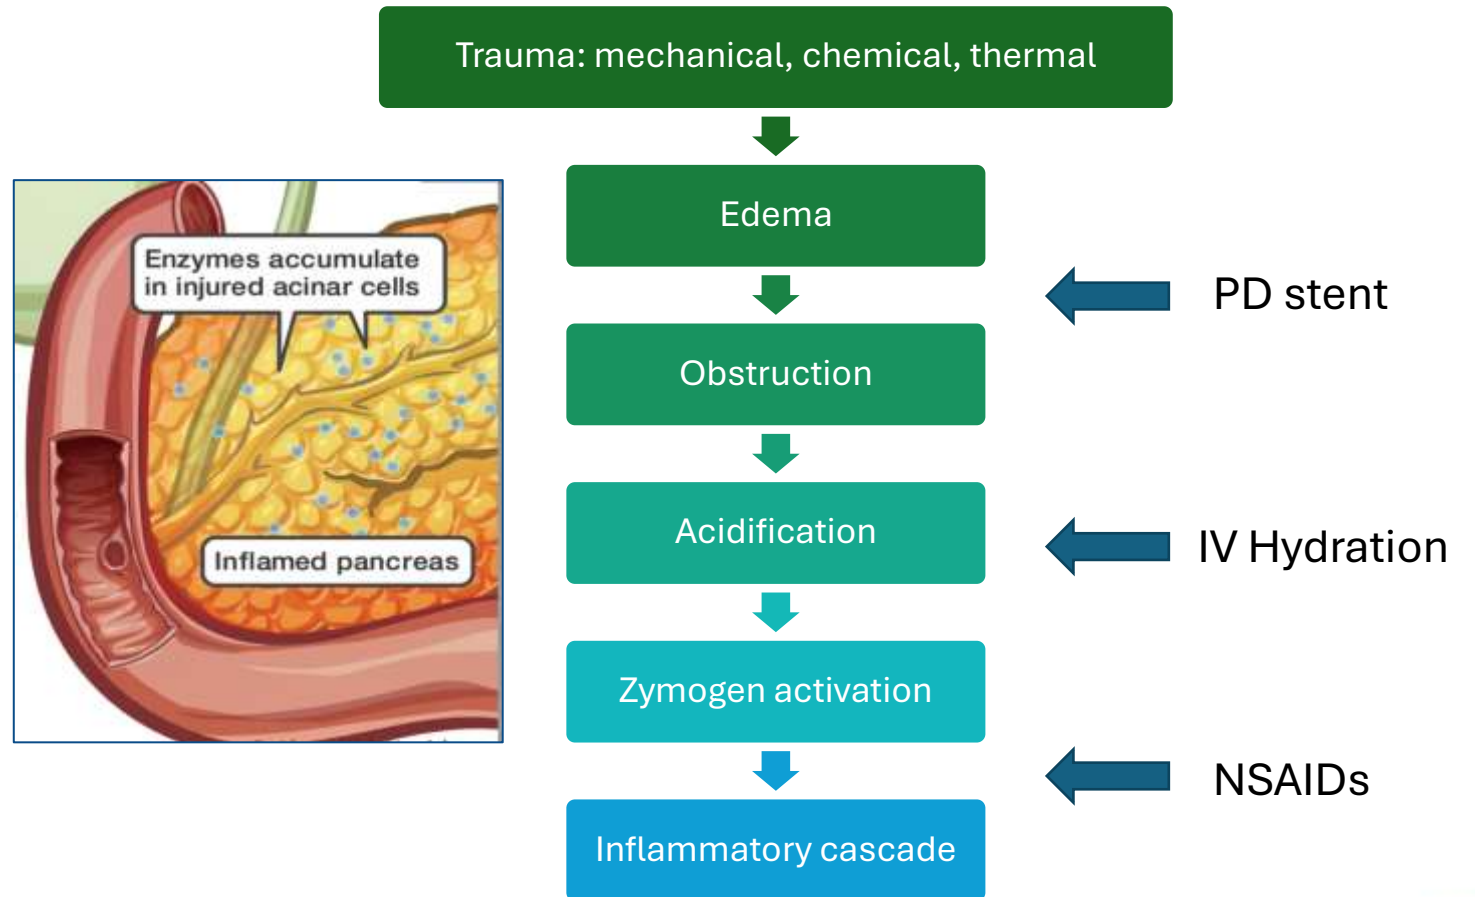 Trauma: mechanical, chemical, thermal
Edema
Enzymes accumulate
in injured acinar cells
PD stent
Obstruction
Acidification
IV Hydration
Inflamed pancreas
Zymogen activation
NSAIDs
Inflammatory cascade